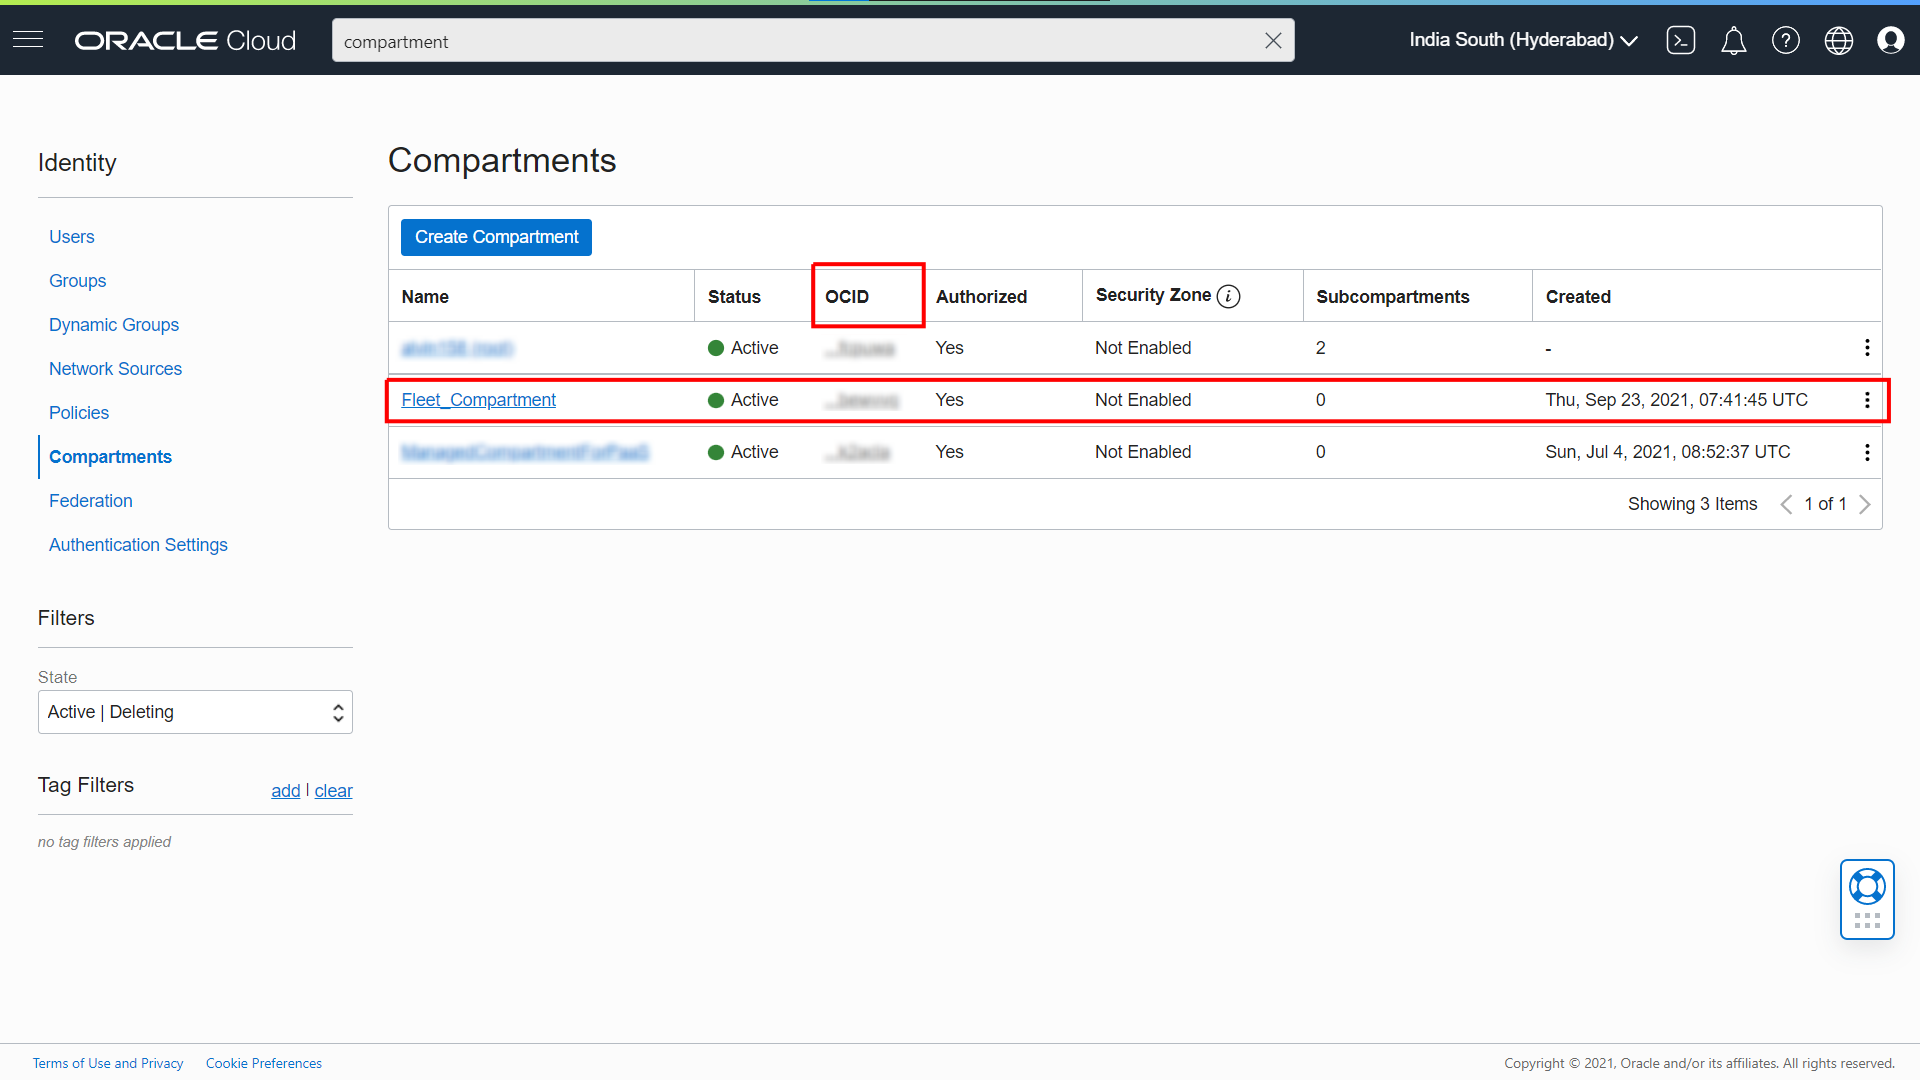 ORACLE Cloud
compartment
India South (Hyderabad)
Identity
Users
Groups
Dynamic Groups
Network Sources
Policies
Compartments
Federation
Authentication Settings
Filters
State
Active | Deleting
Tag Filters
add | clear
no tag filters applied
Compartments
Create Compartment
Name Status OCID Authorized Security Zone i Subcompartments Created
Active Yes Not Enabled 2 -
Fleet_Compartment Active Yes Not Enabled 0 Thu, Sep 23, 2021, 07:41:45 UTC
Active Yes Not Enabled 0 Sun, Jul 4, 2021, 08:52:37 UTC
Showing 3 Items 1 of 1
Terms of Use and Privacy Cookie Preferences
Copyright © 2021, Oracle and/or its affiliates. All rights reserved.